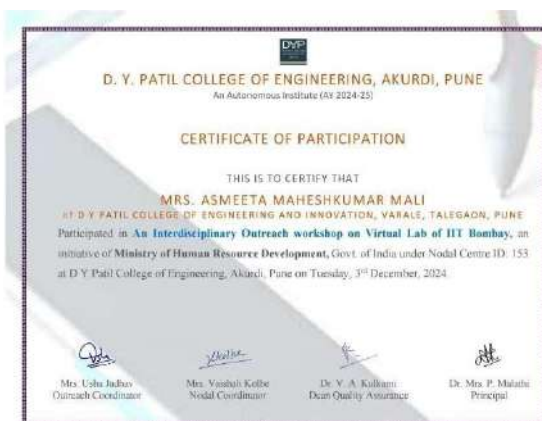 DYP
D. Y. PATIL COLLEGE OF ENGINEERING, AKURDI, PUNE
An Autonomous Institute (AY 2024-25)
CERTIFICATE OF PARTICIPATION
THIS IS TO CERTIFY THAT
MRS. ASMEETA MAHESHKUMAR MALI
of D Y PATIL COLLEGE OF ENGINEERING AND INNOVATION, VARALE, TALEGAON, PUNE
Participated in An Interdisciplinary Outreach workshop on Virtual Lab of IIT Bombay, an
initiative of Ministry of Human Resource Development, Govt. of India under Nodal Centre ID: 153
at D Y Patil College of Engineering, Akurdi, Pune on Tuesday, 3rd December, 2024.
Mrs. Usha Jadhav Mrs. Vaishali Kolhe Dr. V. A. Kulkarni Dr. Mrs. P. Malathi
Outreach Coordinator Nodal Coordinator Dean Quality Assurance Principal